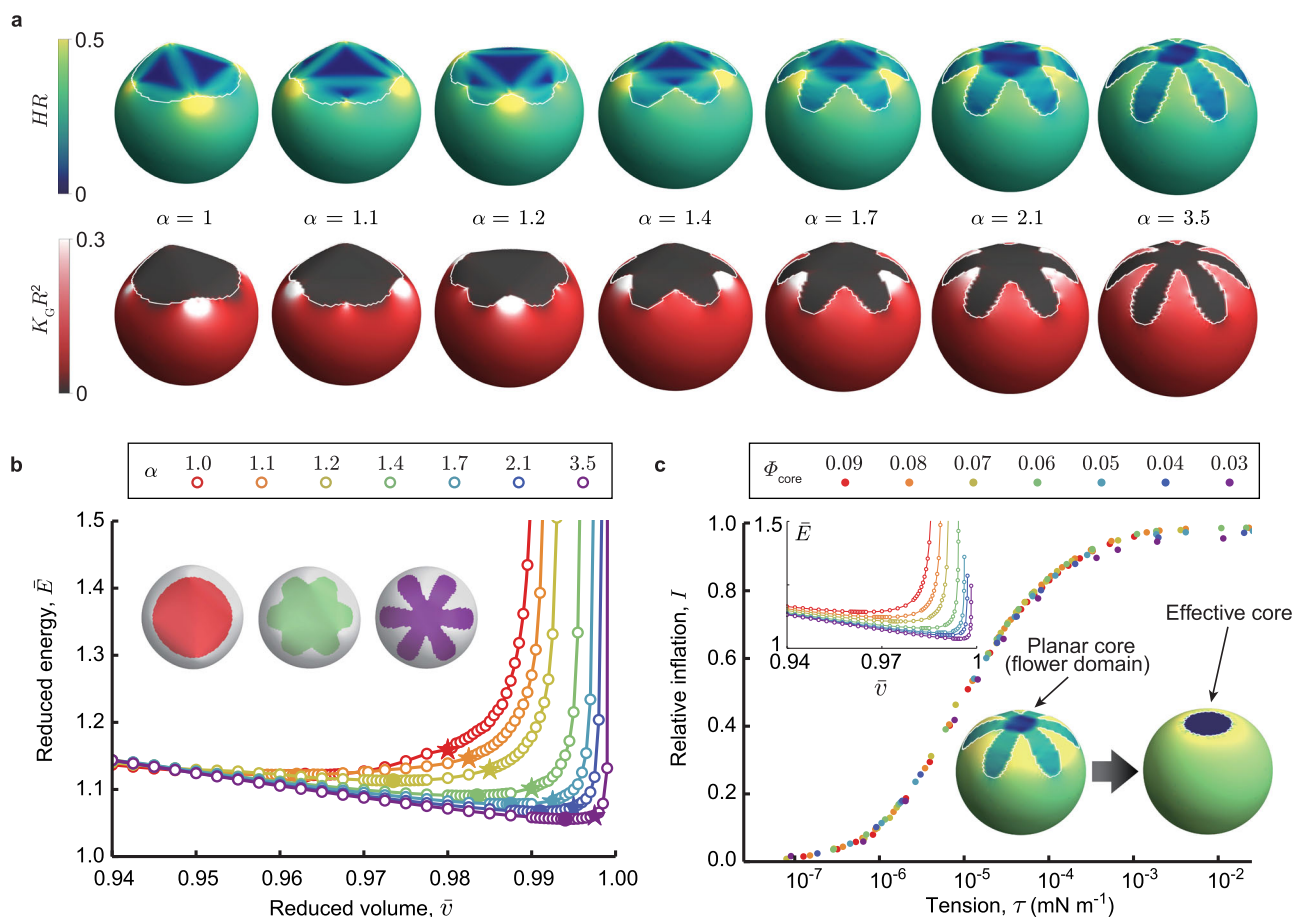 a
0.5
HR
0
α = 1 α = 1.1 α = 1.2 α = 1.4 α = 1.7 α = 2.1 α = 3.5
0.3
K_G R²
0
b
α 1.0 1.1 1.2 1.4 1.7 2.1 3.5
1.5
1.4
1.3
1.2
1.1
1.0
Reduced energy, Ē
0.94 0.95 0.96 0.97 0.98 0.99 1.00
Reduced volume, v̄
c
Φcore 0.09 0.08 0.07 0.06 0.05 0.04 0.03
1.0
0.8
0.6
0.4
0.2
0.0
Relative inflation, I
1.5
Ē
1
0.94 0.97 1
v̄
Planar core
(flower domain)
Effective core
10⁻⁷ 10⁻⁶ 10⁻⁵ 10⁻⁴ 10⁻³ 10⁻²
Tension, τ (mN m⁻¹)